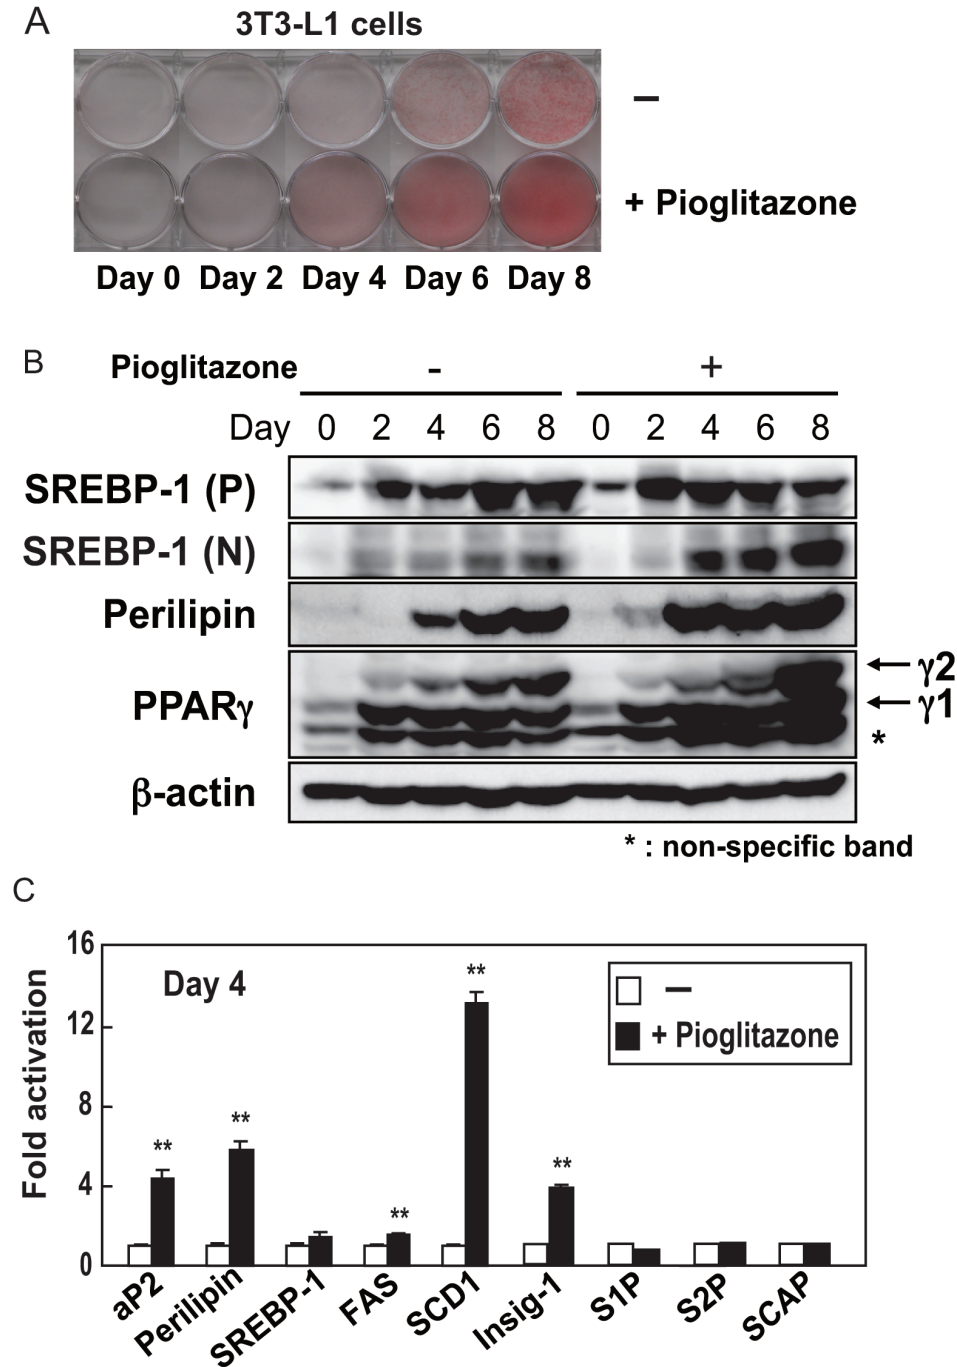 A
3T3-L1 cells
–
+ Pioglitazone
Day 0 Day 2 Day 4 Day 6 Day 8
B
Pioglitazone - +
Day 0 2 4 6 8 0 2 4 6 8
SREBP-1 (P)
SREBP-1 (N)
Perilipin
PPARγ
γ2
γ1
*
β-actin
* : non-specific band
C
Fold activation
16
12
8
4
0
Day 4
–
+ Pioglitazone
** ** ** ** **
aP2 Perilipin SREBP-1 FAS SCD1 Insig-1 S1P S2P SCAP